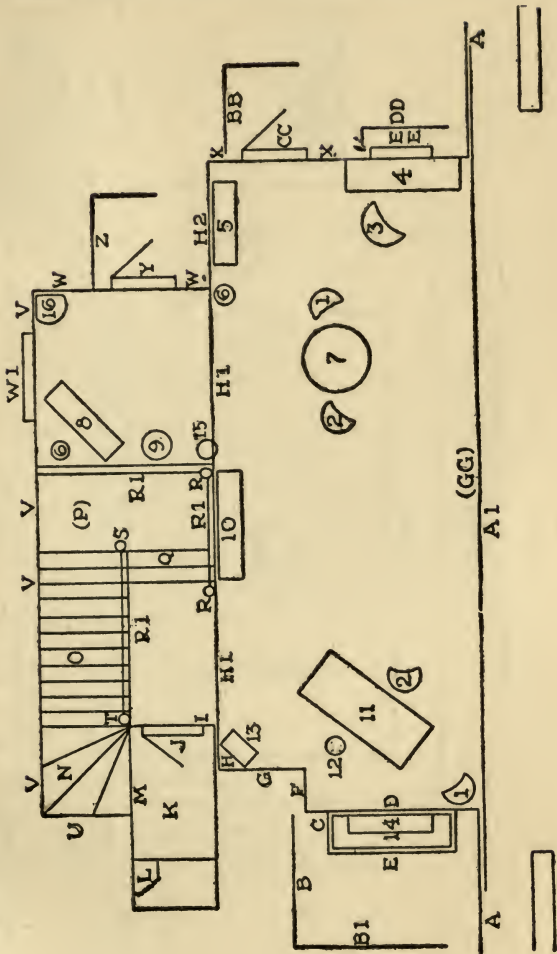 W1
V V V V
U N O (P) 6 8 16 W
T S
L K M J R1 Q R1 9 Z Y
I R R1 R 15 W
H H1 10 H1 6 H2 5 X BB
G 13 CC
F X
B C 12 11 2 7 1
B1 E 14 D 2 1 3 4 EE DD
A A1 (GG) A